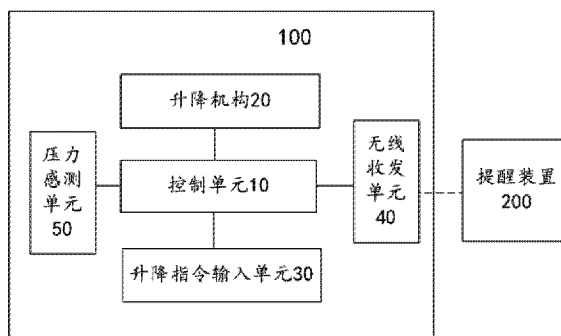 100
升降机构20
压力
感测
单元
50
控制单元10
无线
收发
单元
40
提醒装置
200
升降指令输入单元30